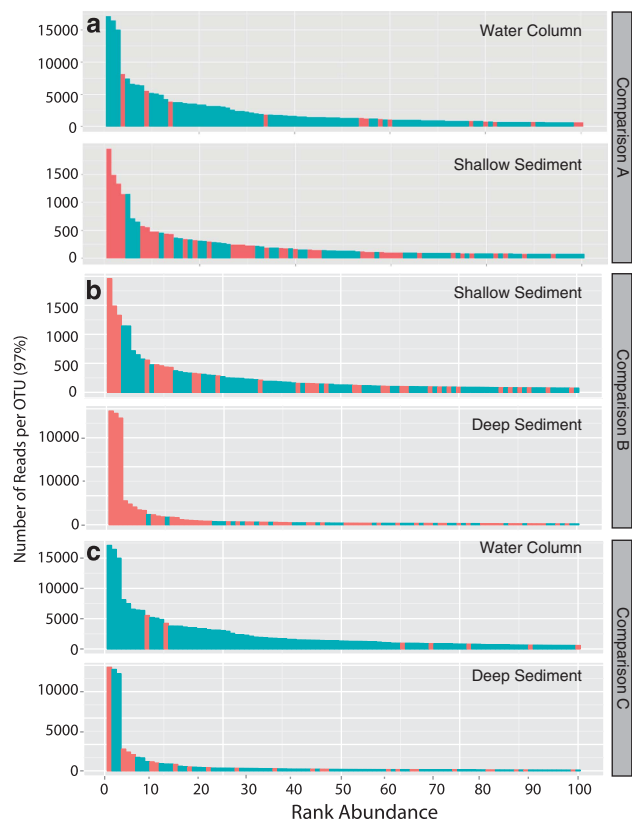 a
Water Column
15000
10000
5000
0
Shallow Sediment
1500
1000
500
0
Comparison A
b
Shallow Sediment
1500
1000
500
0
Deep Sediment
10000
10000
0
Comparison B
c
Water Column
15000
10000
5000
0
Deep Sediment
10000
5000
0
Comparison C
Number of Reads per OTU (97%)
0 10 20 30 40 50 60 70 80 90 100
Rank Abundance